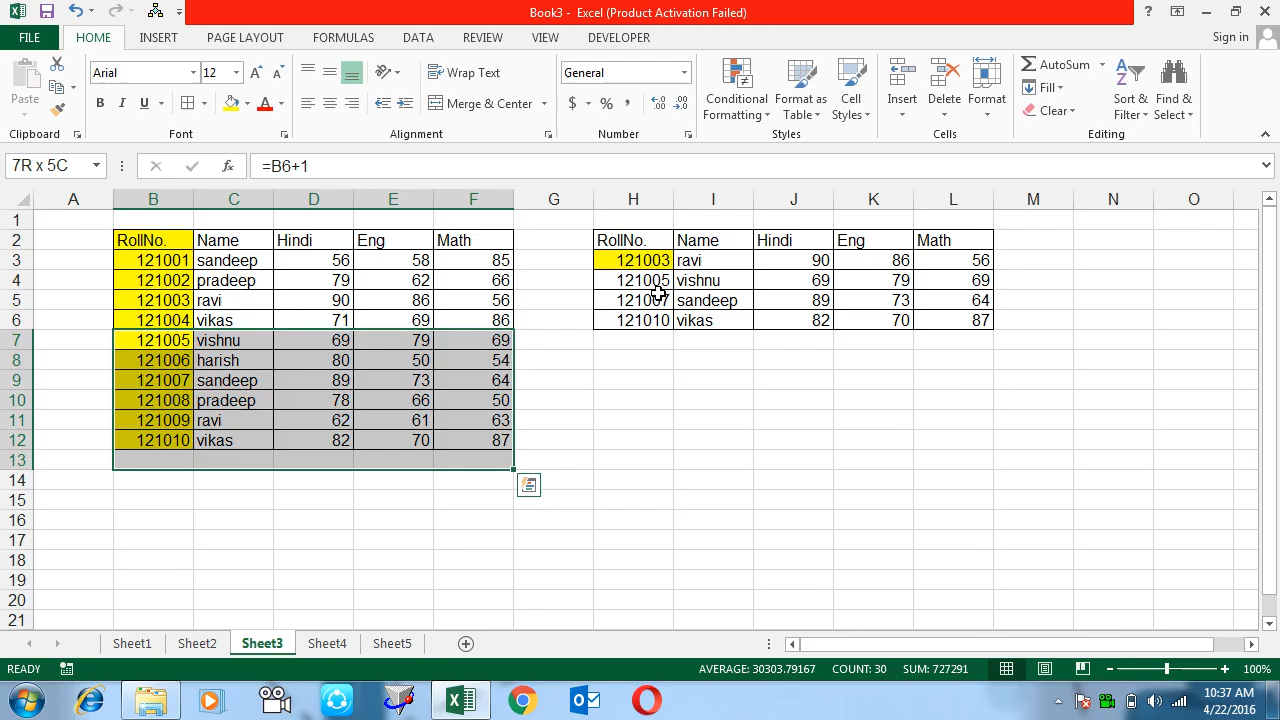 Book3 - Excel (Product Activation Failed)
FILE HOME INSERT PAGE LAYOUT FORMULAS DATA REVIEW VIEW DEVELOPER Sign in
Paste Arial 12 Wrap Text General Conditional Formatting Format as Table Cell Styles Insert Delete Format AutoSum Sort & Filter Find & Select
B I U A Merge & Center $ % , Fill
Clear
Clipboard Font Alignment Number Styles Cells Editing
7R x 5C fx =B6+1
A B C D E F G H I J K L M N O
1
2 RollNo. Name Hindi Eng Math RollNo. Name Hindi Eng Math
3 121001 sandeep 56 58 85 121003 ravi 90 86 56
4 121002 pradeep 79 62 66 121005 vishnu 69 79 69
5 121003 ravi 90 86 56 121007 sandeep 89 73 64
6 121004 vikas 71 69 86 121010 vikas 82 70 87
7 121005 vishnu 69 79 69
8 121006 harish 80 50 54
9 121007 sandeep 89 73 64
10 121008 pradeep 78 66 50
11 121009 ravi 62 61 63
12 121010 vikas 82 70 87
13
14
15
16
17
18
19
20
21
Sheet1 Sheet2 Sheet3 Sheet4 Sheet5
READY AVERAGE: 30303.79167 COUNT: 30 SUM: 727291 100%
10:37 AM
4/22/2016